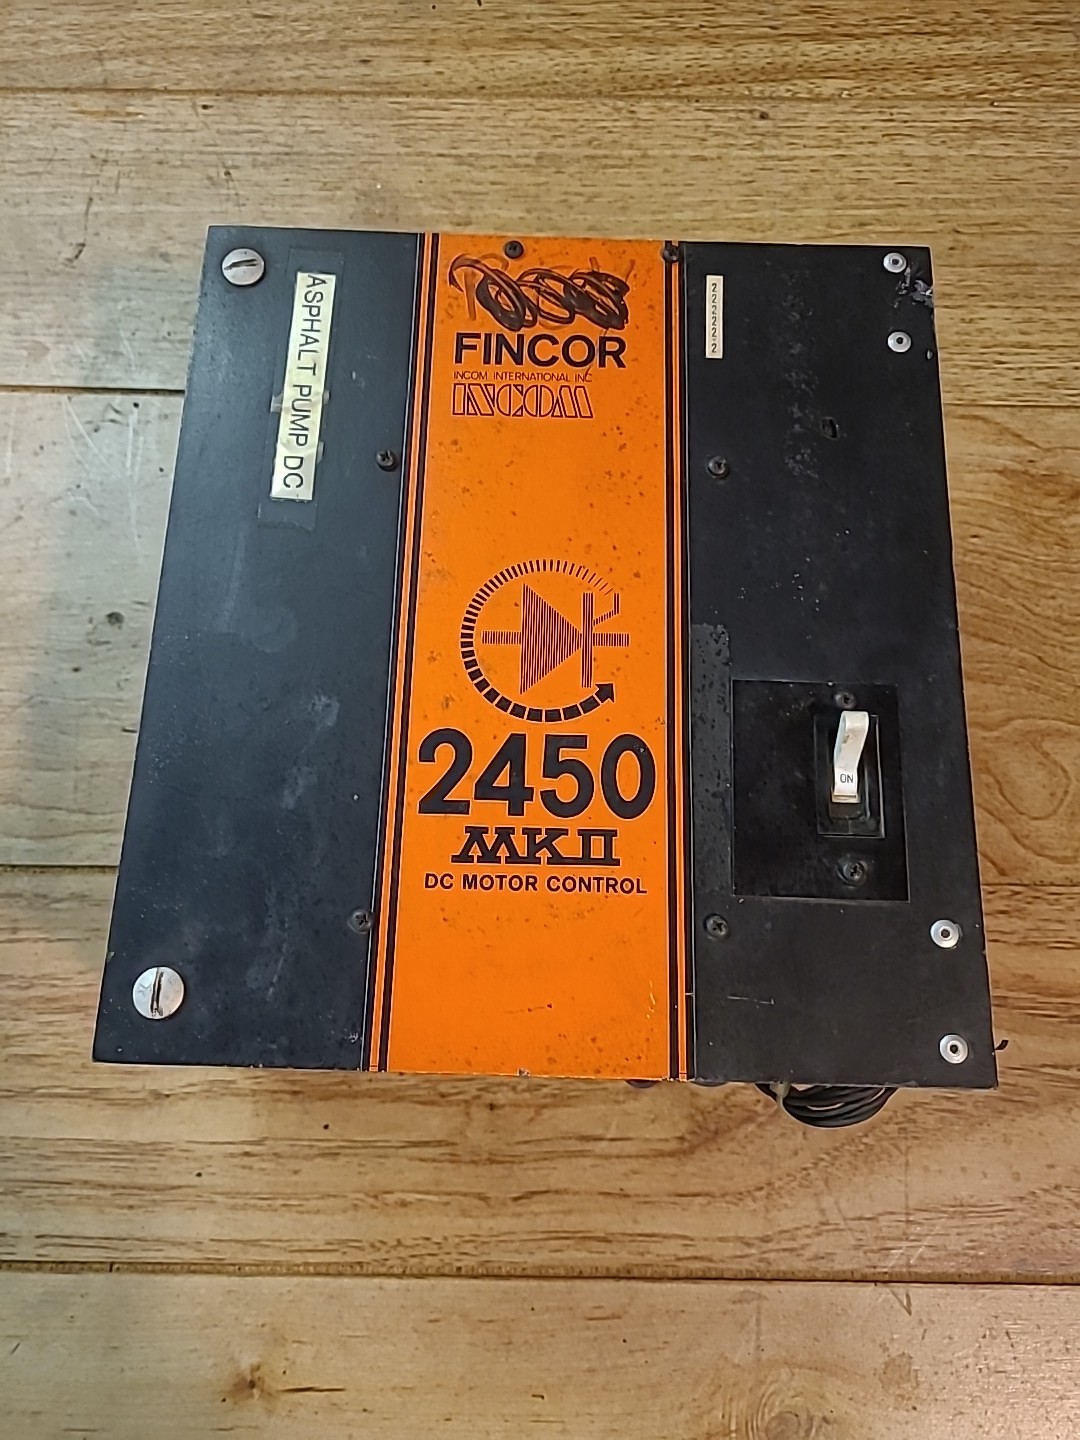 ASPHALT PUMP DC
FINCOR
INCOM INTERNATIONAL INC
INCOM
2450
MKII
DC MOTOR CONTROL
ON